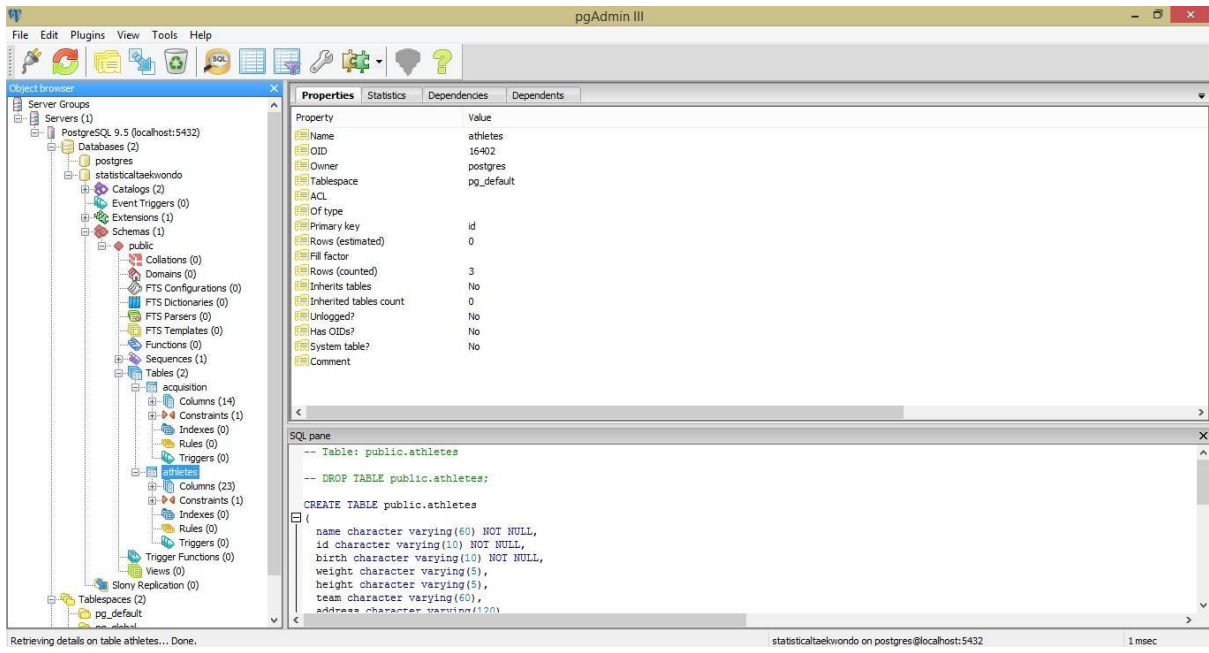 pgAdmin III
File Edit Plugins View Tools Help
SQL
Object browser
Server Groups
Servers (1)
PostgreSQL 9.5 (localhost:5432)
Databases (2)
postgres
statisticaltaekwondo
Catalogs (2)
Event Triggers (0)
Extensions (1)
Schemas (1)
public
Collations (0)
Domains (0)
FTS Configurations (0)
FTS Dictionaries (0)
FTS Parsers (0)
FTS Templates (0)
Functions (0)
Sequences (1)
Tables (2)
acquisition
Columns (14)
Constraints (1)
Indexes (0)
Rules (0)
Triggers (0)
athletes
Columns (23)
Constraints (1)
Indexes (0)
Rules (0)
Triggers (0)
Trigger Functions (0)
Views (0)
Slony Replication (0)
Tablespaces (2)
pg_default
pg_global
Properties Statistics Dependencies Dependents
Property Value
Name athletes
OID 16402
Owner postgres
Tablespace pg_default
ACL
Of type
Primary key id
Rows (estimated) 0
Fill factor
Rows (counted) 3
Inherits tables No
Inherited tables count 0
Unlogged? No
Has OIDs? No
System table? No
Comment
SQL pane
-- Table: public.athletes
-- DROP TABLE public.athletes;
CREATE TABLE public.athletes
(
name character varying(60) NOT NULL,
id character varying(10) NOT NULL,
birth character varying(10) NOT NULL,
weight character varying(5),
height character varying(5),
team character varying(60),
address character varying(120)
Retrieving details on table athletes... Done. statisticaltaekwondo on postgres@localhost:5432 1 msec